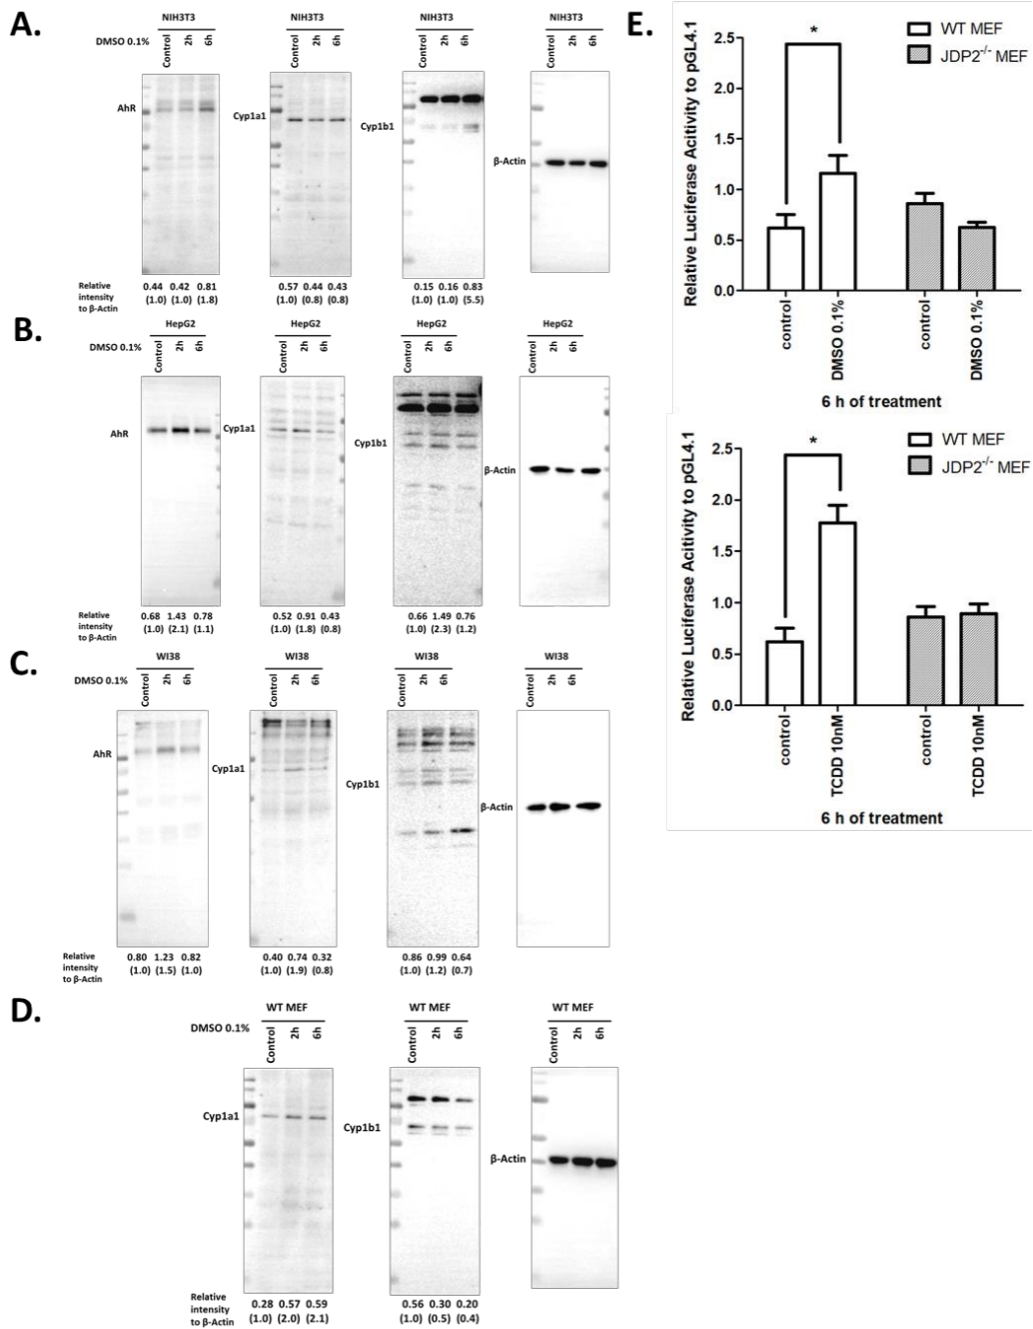 A.
NIH3T3
NIH3T3
NIH3T3
NIH3T3
DMSO 0.1%
Control 2h 6h
Control 2h 6h
Control 2h 6h
Control 2h 6h
AhR
Cyp1a1
Cyp1b1
β-Actin
Relative
intensity
to β-Actin
0.44 0.42 0.81
(1.0) (1.0) (1.8)
0.57 0.44 0.43
(1.0) (0.8) (0.8)
0.15 0.16 0.83
(1.0) (1.0) (5.5)
B.
HepG2
HepG2
HepG2
HepG2
DMSO 0.1%
Control 2h 6h
Control 2h 6h
Control 2h 6h
Control 2h 6h
AhR
Cyp1a1
Cyp1b1
β-Actin
Relative
intensity
to β-Actin
0.68 1.43 0.78
(1.0) (2.1) (1.1)
0.52 0.91 0.43
(1.0) (1.8) (0.8)
0.66 1.49 0.76
(1.0) (2.3) (1.2)
C.
WI38
WI38
WI38
WI38
DMSO 0.1%
Control 2h 6h
Control 2h 6h
Control 2h 6h
Control 2h 6h
AhR
Cyp1a1
Cyp1b1
β-Actin
Relative
intensity
to β-Actin
0.80 1.23 0.82
(1.0) (1.5) (1.0)
0.40 0.74 0.32
(1.0) (1.9) (0.8)
0.86 0.99 0.64
(1.0) (1.2) (0.7)
D.
WT MEF
WT MEF
WT MEF
DMSO 0.1%
Control 2h 6h
Control 2h 6h
Control 2h 6h
Cyp1a1
Cyp1b1
β-Actin
Relative
intensity
to β-Actin
0.28 0.57 0.59
(1.0) (2.0) (2.1)
0.56 0.30 0.20
(1.0) (0.5) (0.4)
E.
Relative Luciferase Acitivity to pGL4.1
2.5
2.0
1.5
1.0
0.5
0.0
*
WT MEF
JDP2-/- MEF
control
DMSO 0.1%
control
DMSO 0.1%
6 h of treatment
Relative Luciferase Acitivity to pGL4.1
2.5
2.0
1.5
1.0
0.5
0.0
*
WT MEF
JDP2-/- MEF
control
TCDD 10nM
control
TCDD 10nM
6 h of treatment